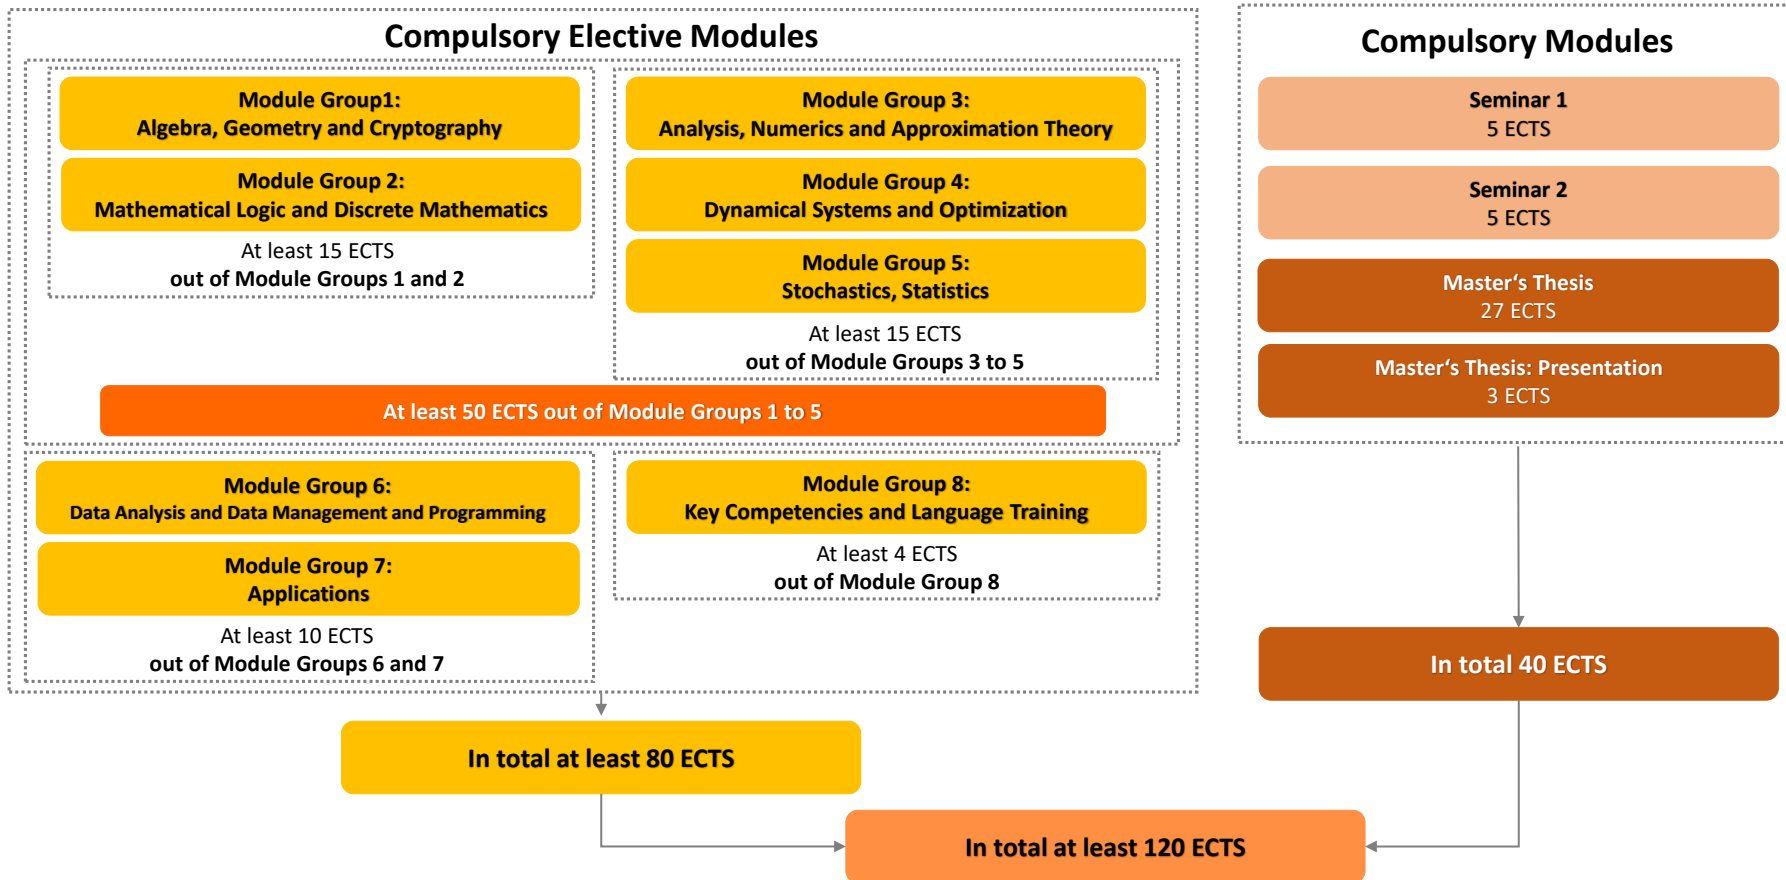 Compulsory Elective Modules
Module Group1:
Algebra, Geometry and Cryptography
Module Group 2:
Mathematical Logic and Discrete Mathematics
At least 15 ECTS
out of Module Groups 1 and 2
Module Group 3:
Analysis, Numerics and Approximation Theory
Module Group 4:
Dynamical Systems and Optimization
Module Group 5:
Stochastics, Statistics
At least 15 ECTS
out of Module Groups 3 to 5
At least 50 ECTS out of Module Groups 1 to 5
Module Group 6:
Data Analysis and Data Management and Programming
Module Group 7:
Applications
At least 10 ECTS
out of Module Groups 6 and 7
Module Group 8:
Key Competencies and Language Training
At least 4 ECTS
out of Module Group 8
In total at least 80 ECTS
Compulsory Modules
Seminar 1
5 ECTS
Seminar 2
5 ECTS
Master‘s Thesis
27 ECTS
Master‘s Thesis: Presentation
3 ECTS
In total 40 ECTS
In total at least 120 ECTS